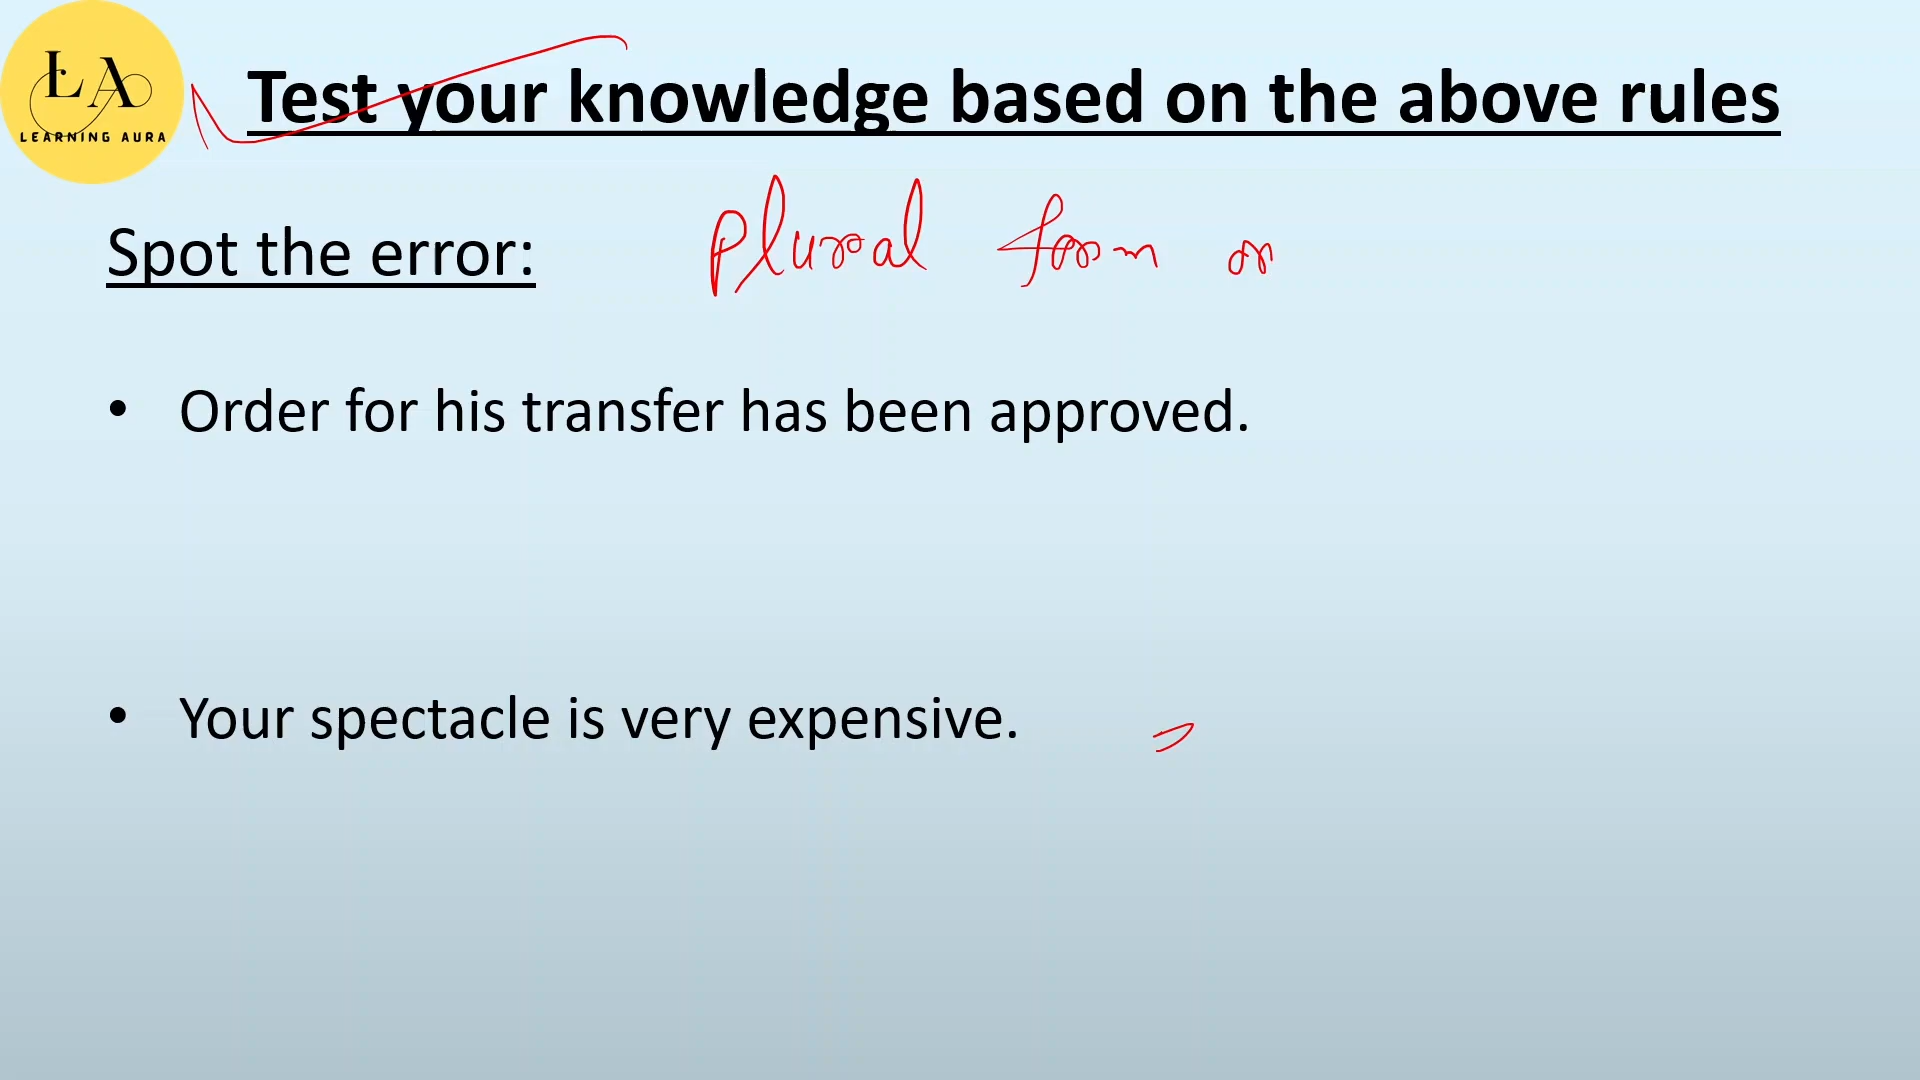 LA
LEARNING AURA
Test your knowledge based on the above rules
Spot the error:
Plural form or
• Order for his transfer has been approved.
• Your spectacle is very expensive.